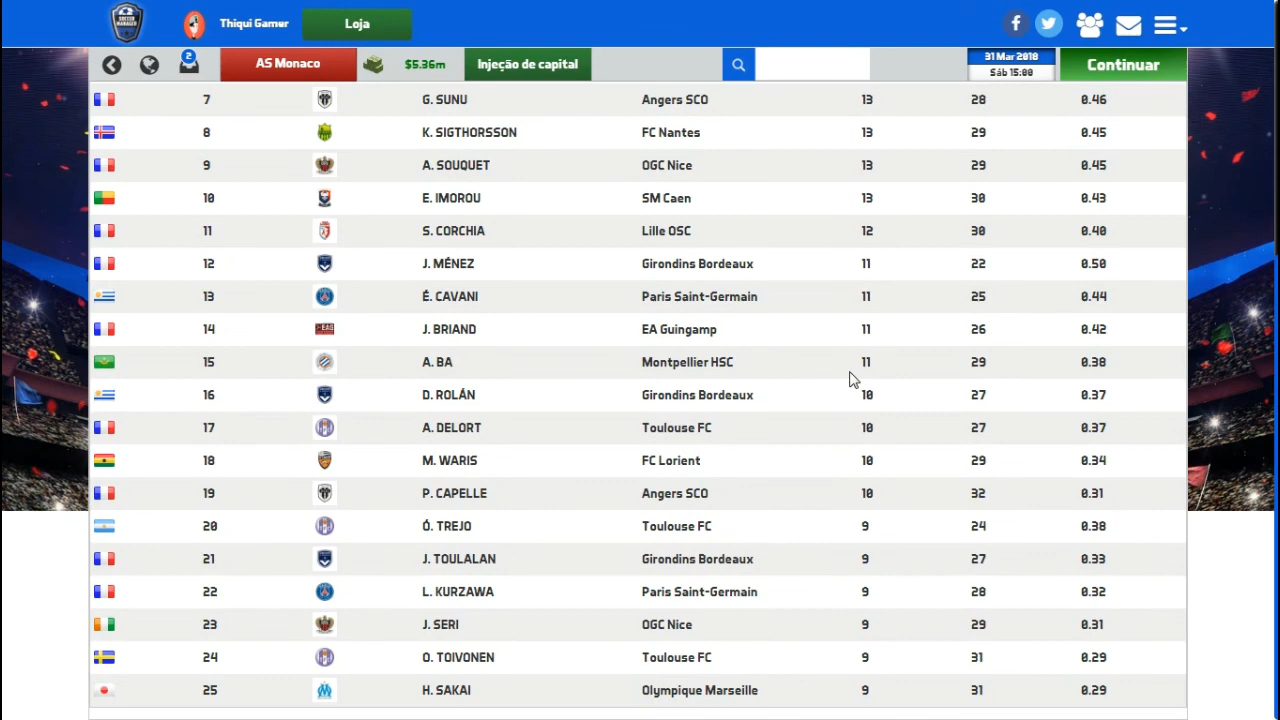 SOCCER MANAGER
Thiqui Gamer
Loja
2
AS Monaco
$5.36m
Injeção de capital
31 Mar 2018
Sáb 15:00
Continuar
7 G. SUNU Angers SCO 13 28 0.46
8 K. SIGTHORSSON FC Nantes 13 29 0.45
9 A. SOUQUET OGC Nice 13 29 0.45
10 E. IMOROU SM Caen 13 30 0.43
11 S. CORCHIA Lille OSC 12 30 0.40
12 J. MÉNEZ Girondins Bordeaux 11 22 0.50
13 É. CAVANI Paris Saint-Germain 11 25 0.44
14 J. BRIAND EA Guingamp 11 26 0.42
15 A. BA Montpellier HSC 11 29 0.38
16 D. ROLÁN Girondins Bordeaux 10 27 0.37
17 A. DELORT Toulouse FC 10 27 0.37
18 M. WARIS FC Lorient 10 29 0.34
19 P. CAPELLE Angers SCO 10 32 0.31
20 Ó. TREJO Toulouse FC 9 24 0.38
21 J. TOULALAN Girondins Bordeaux 9 27 0.33
22 L. KURZAWA Paris Saint-Germain 9 28 0.32
23 J. SERI OGC Nice 9 29 0.31
24 O. TOIVONEN Toulouse FC 9 31 0.29
25 H. SAKAI Olympique Marseille 9 31 0.29